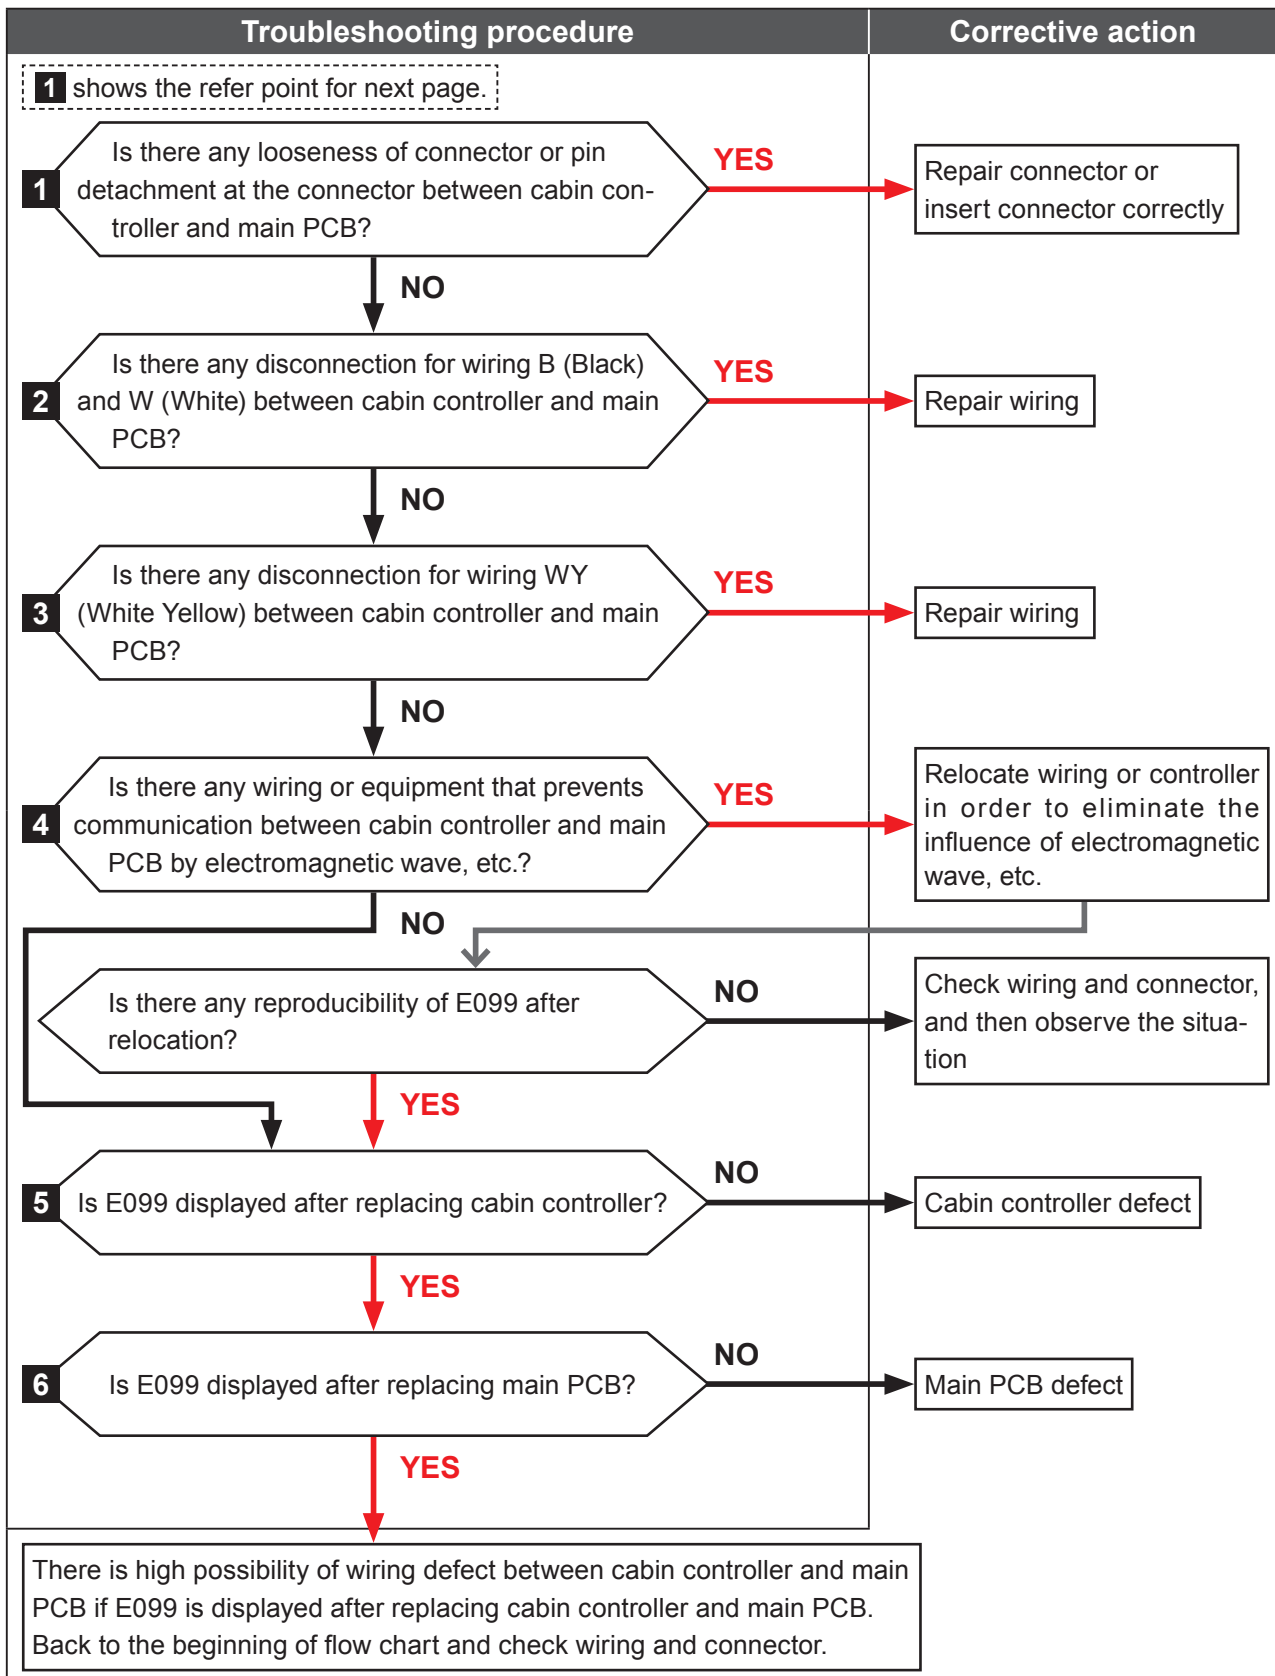 Troubleshooting procedure
Corrective action
1 shows the refer point for next page.
1
Is there any looseness of connector or pin
detachment at the connector between cabin con-
troller and main PCB?
YES
Repair connector or
insert connector correctly
NO
2
Is there any disconnection for wiring B (Black)
and W (White) between cabin controller and main
PCB?
YES
Repair wiring
NO
3
Is there any disconnection for wiring WY
(White Yellow) between cabin controller and main
PCB?
YES
Repair wiring
NO
4
Is there any wiring or equipment that prevents
communication between cabin controller and main
PCB by electromagnetic wave, etc.?
YES
Relocate wiring or controller
in order to eliminate the
influence of electromagnetic
wave, etc.
NO
Is there any reproducibility of E099 after
relocation?
NO
Check wiring and connector,
and then observe the situa-
tion
YES
5
Is E099 displayed after replacing cabin controller?
NO
Cabin controller defect
YES
6
Is E099 displayed after replacing main PCB?
NO
Main PCB defect
YES
There is high possibility of wiring defect between cabin controller and main
PCB if E099 is displayed after replacing cabin controller and main PCB.
Back to the beginning of flow chart and check wiring and connector.